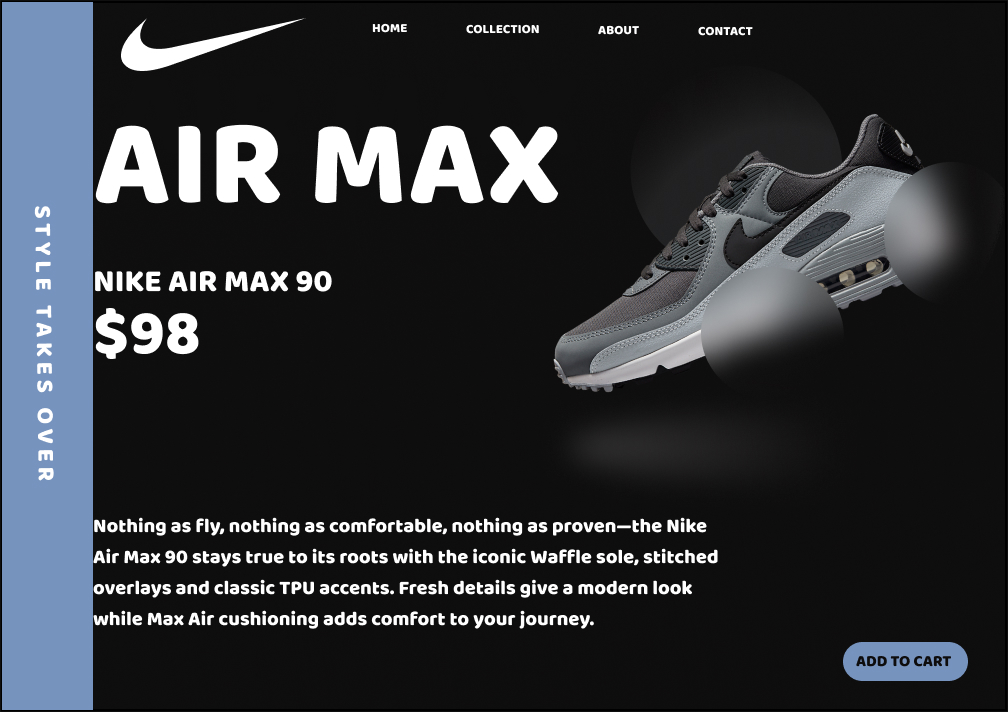 HOME
COLLECTION
ABOUT
CONTACT
AIR MAX
STYLE TAKES OVER
NIKE AIR MAX 90
$98
Nothing as fly, nothing as comfortable, nothing as proven—the Nike
Air Max 90 stays true to its roots with the iconic Waffle sole, stitched
overlays and classic TPU accents. Fresh details give a modern look
while Max Air cushioning adds comfort to your journey.
ADD TO CART